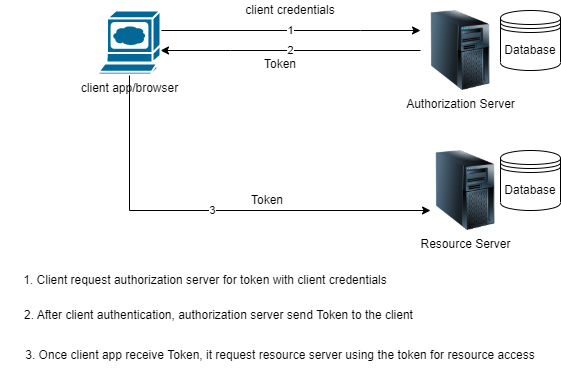 client credentials
1
2
Token
Database
client app/browser
Authorization Server
Token
3
Database
Resource Server
1. Client request authorization server for token with client credentials
2. After client authentication, authorization server send Token to the client
3. Once client app receive Token, it request resource server using the token for resource access